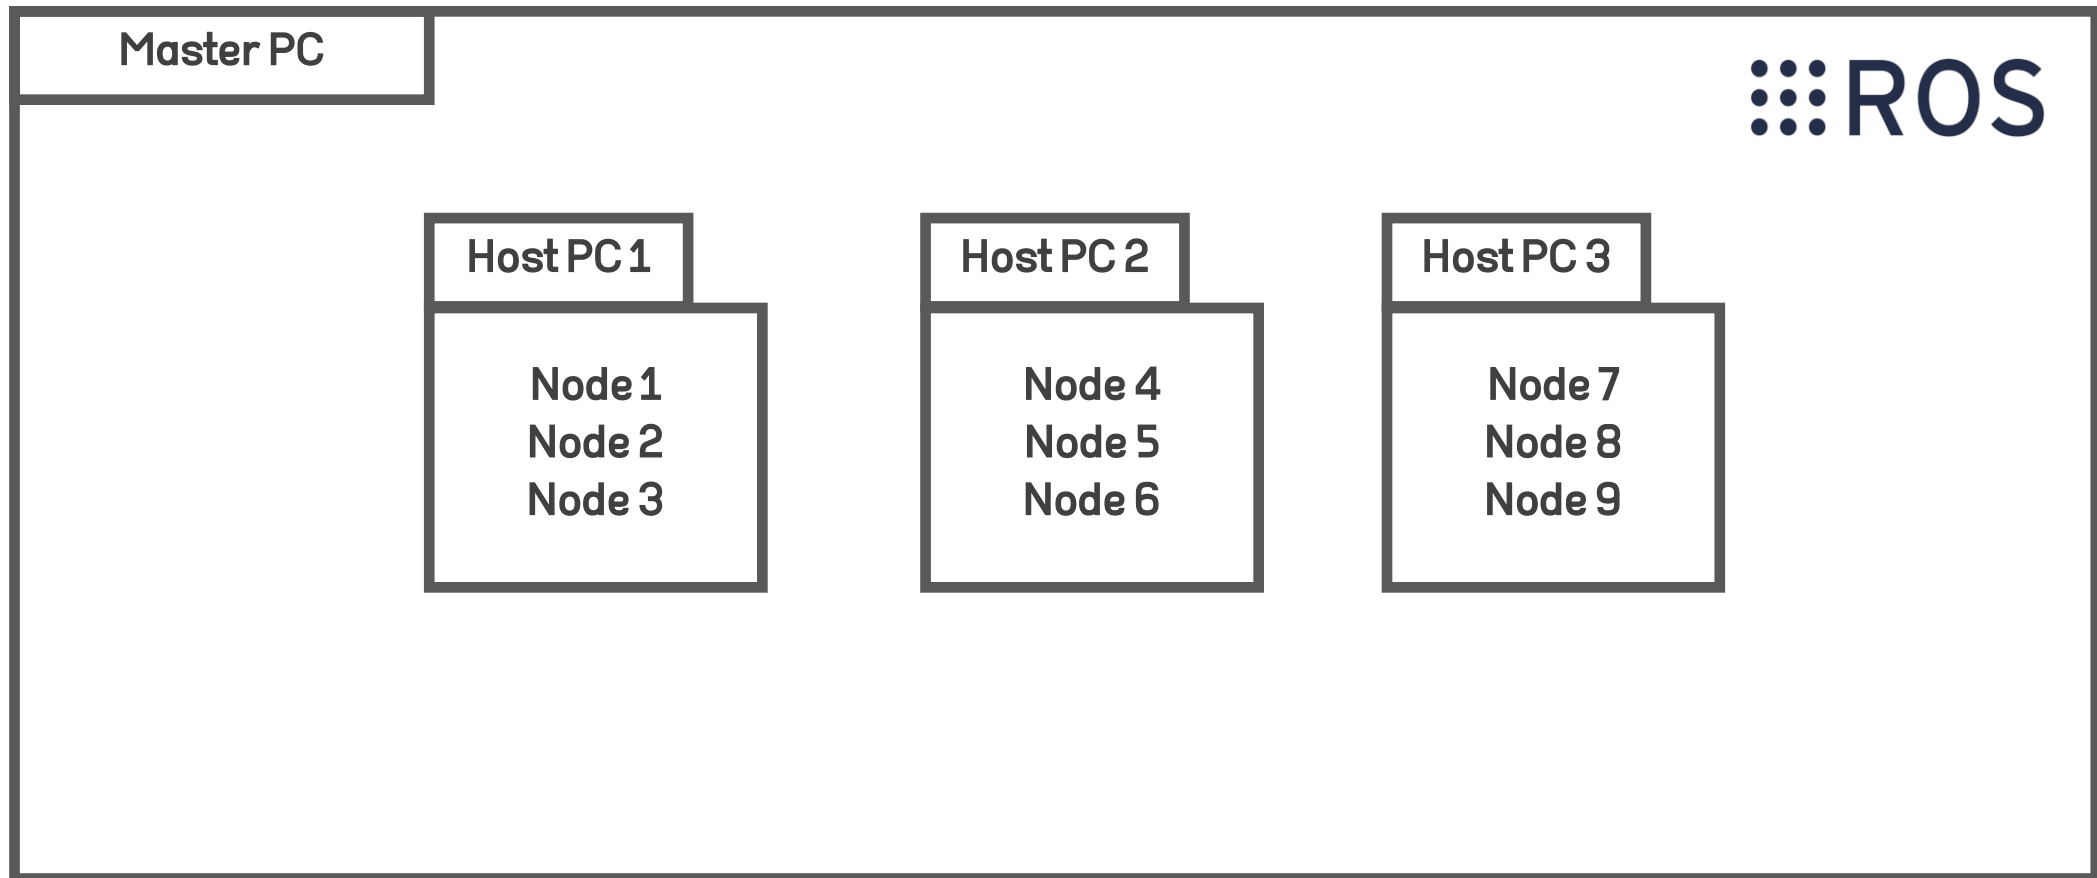 Master PC
ROS
Host PC 1
Node 1
Node 2
Node 3
Host PC 2
Node 4
Node 5
Node 6
Host PC 3
Node 7
Node 8
Node 9